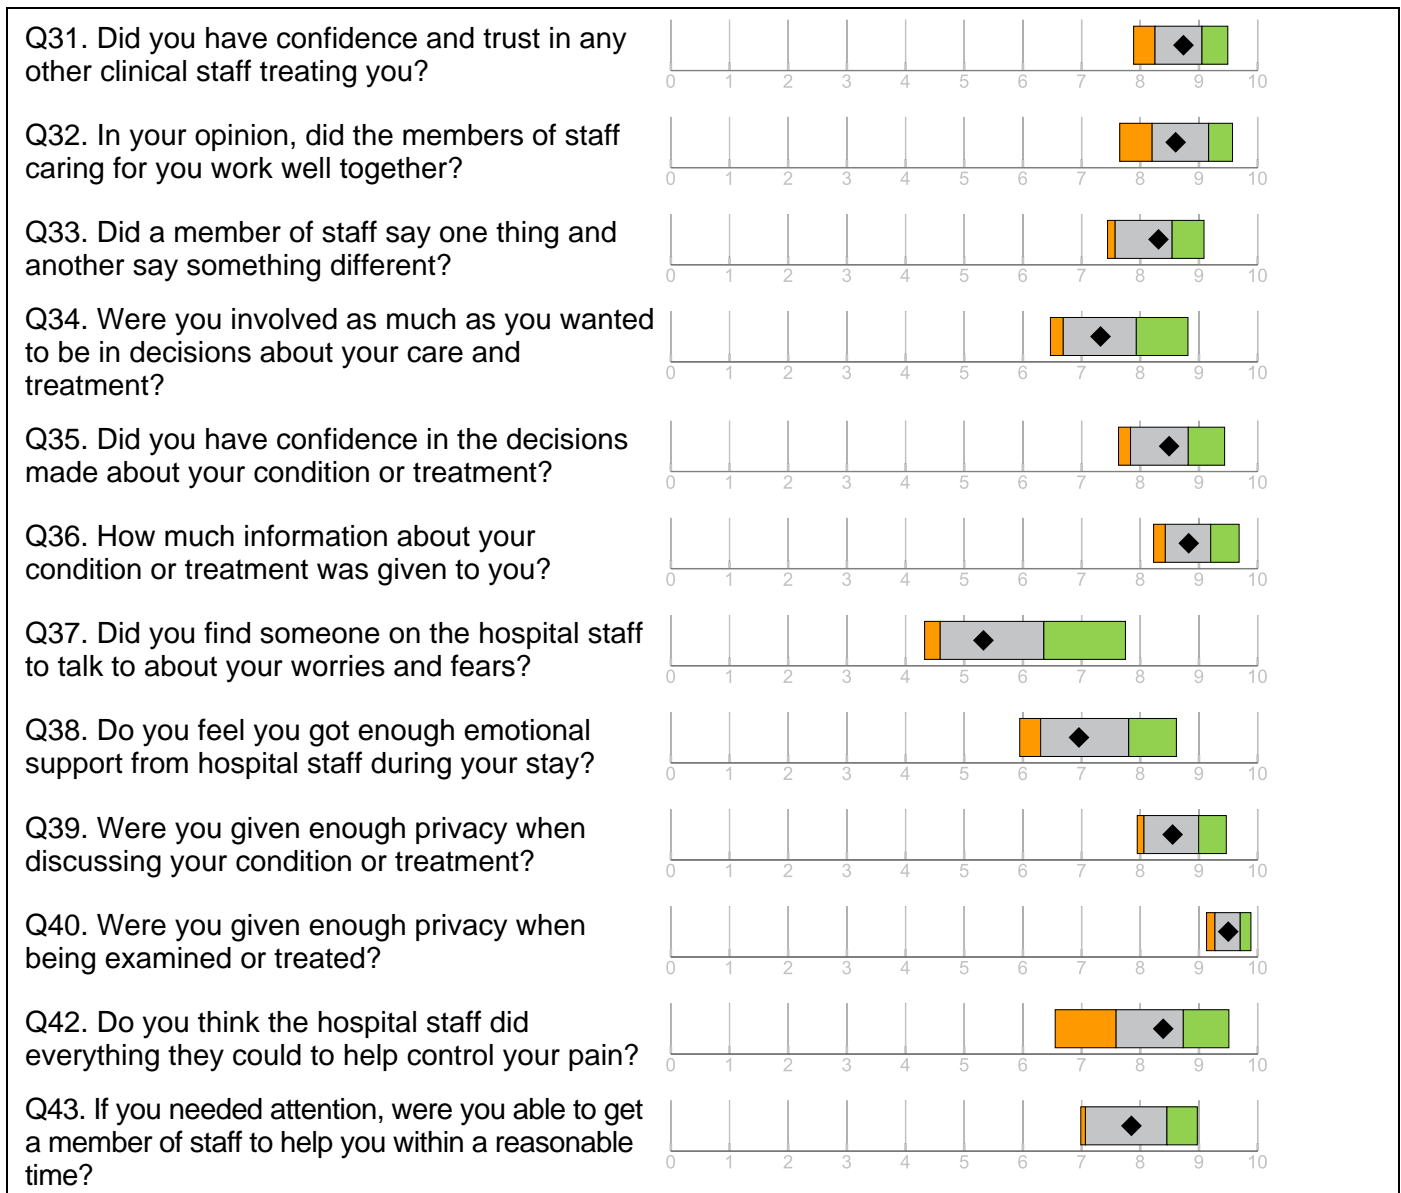 Q31. Did you have confidence and trust in any
other clinical staff treating you?
0 1 2 3 4 5 6 7 8 9 10
Q32. In your opinion, did the members of staff
caring for you work well together?
0 1 2 3 4 5 6 7 8 9 10
Q33. Did a member of staff say one thing and
another say something different?
0 1 2 3 4 5 6 7 8 9 10
Q34. Were you involved as much as you wanted
to be in decisions about your care and
treatment?
0 1 2 3 4 5 6 7 8 9 10
Q35. Did you have confidence in the decisions
made about your condition or treatment?
0 1 2 3 4 5 6 7 8 9 10
Q36. How much information about your
condition or treatment was given to you?
0 1 2 3 4 5 6 7 8 9 10
Q37. Did you find someone on the hospital staff
to talk to about your worries and fears?
0 1 2 3 4 5 6 7 8 9 10
Q38. Do you feel you got enough emotional
support from hospital staff during your stay?
0 1 2 3 4 5 6 7 8 9 10
Q39. Were you given enough privacy when
discussing your condition or treatment?
0 1 2 3 4 5 6 7 8 9 10
Q40. Were you given enough privacy when
being examined or treated?
0 1 2 3 4 5 6 7 8 9 10
Q42. Do you think the hospital staff did
everything they could to help control your pain?
0 1 2 3 4 5 6 7 8 9 10
Q43. If you needed attention, were you able to get
a member of staff to help you within a reasonable
time?
0 1 2 3 4 5 6 7 8 9 10